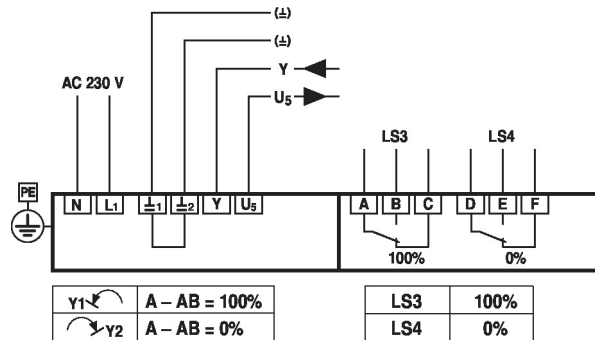 (⊥)
(⊥)
Y
U5
AC 230 V
LS3 LS4
PE
N L1 ⊥1 ⊥2 Y U5 A B C D E F
100% 0%
Y1 A – AB = 100%
Y2 A – AB = 0%
LS3 100%
LS4 0%